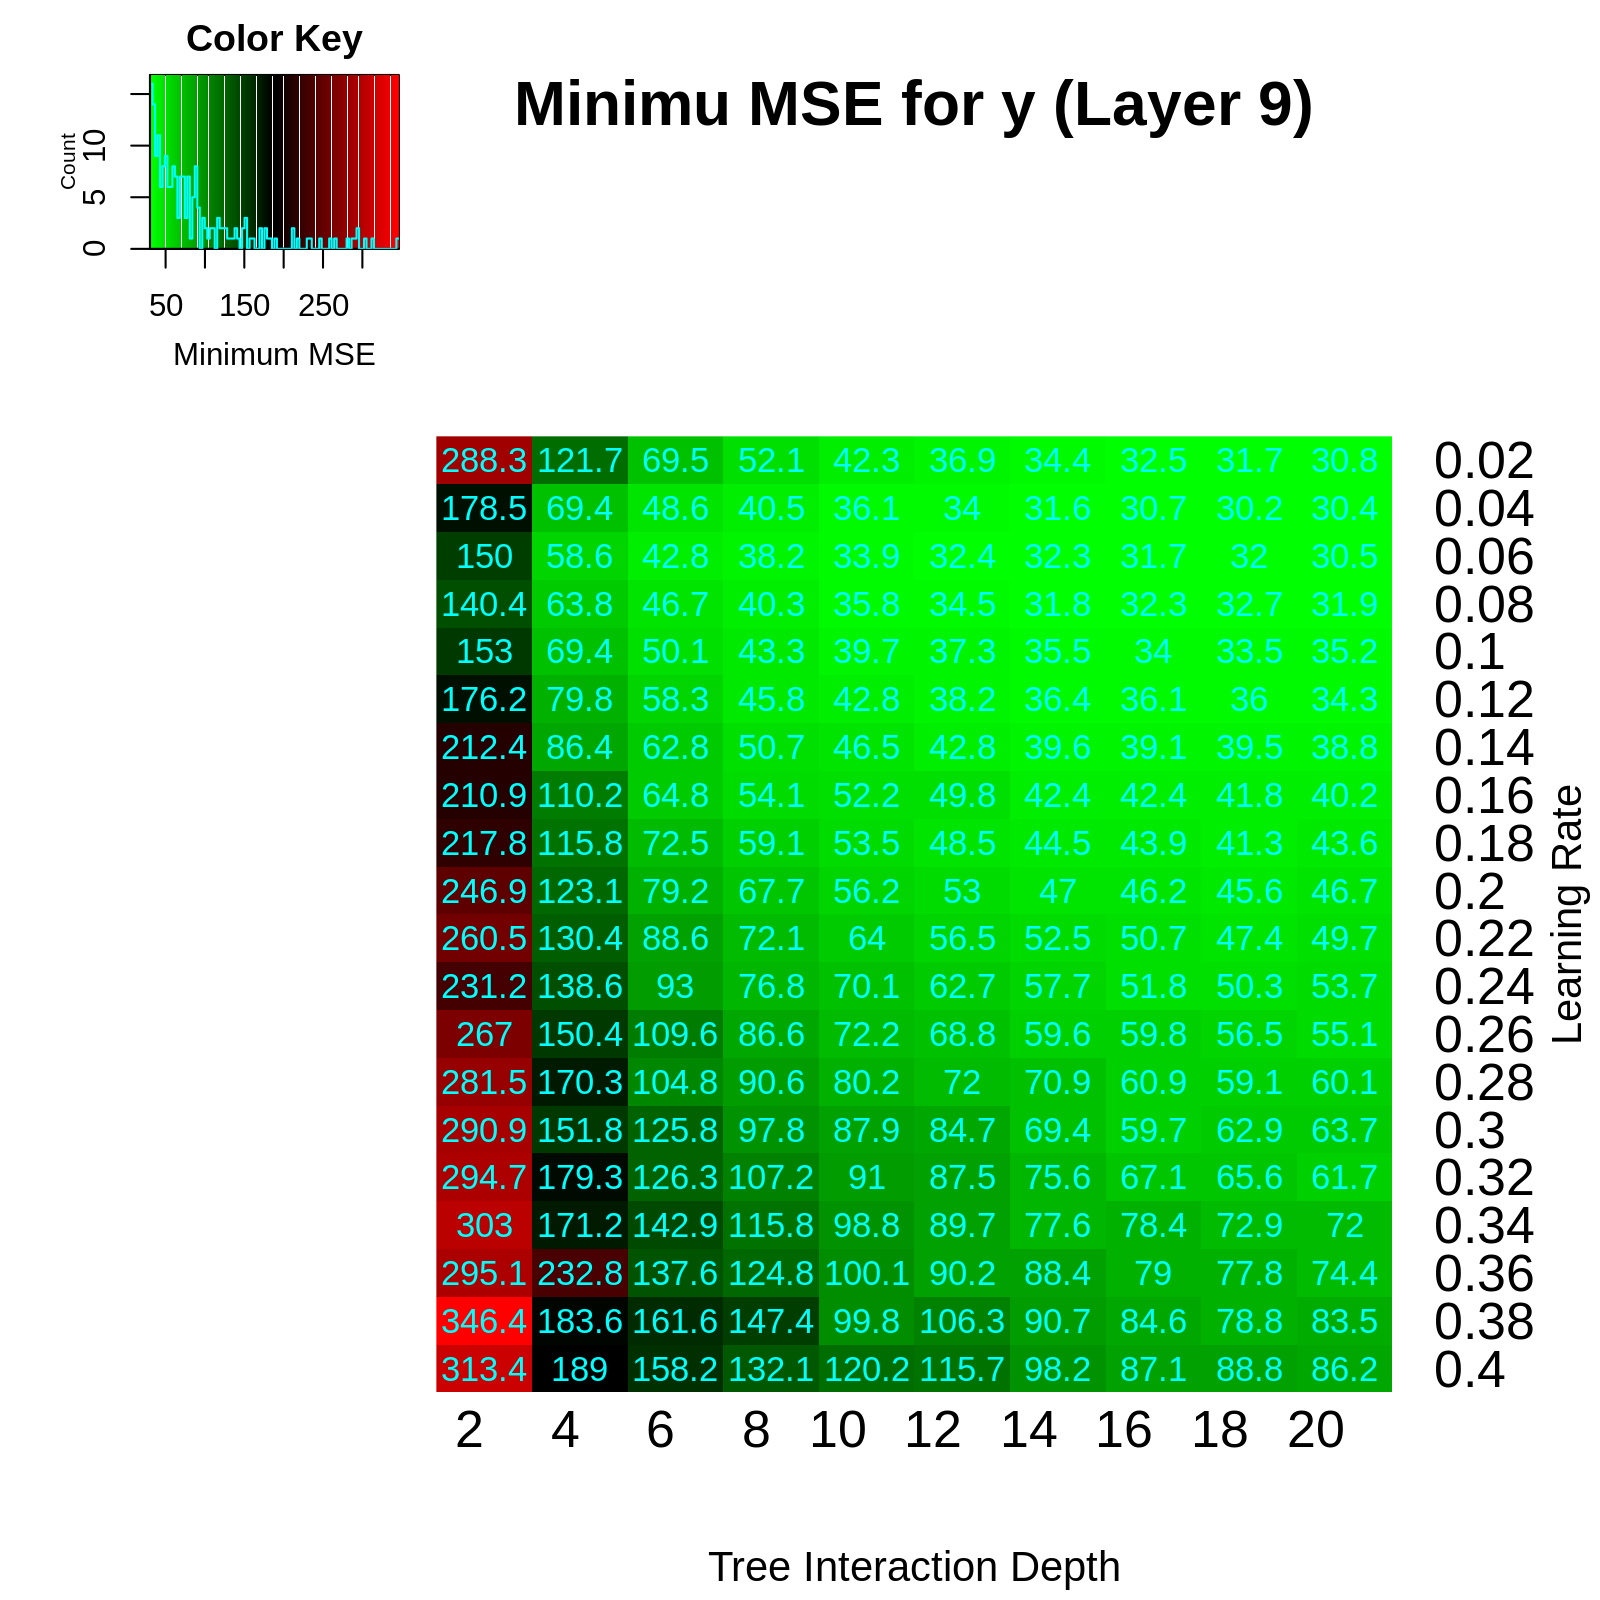 Color Key
Minimu MSE for y (Layer 9)
Count
0 5 10
50 150 250
Minimum MSE
288.3 121.7 69.5 52.1 42.3 36.9 34.4 32.5 31.7 30.8 0.02
178.5 69.4 48.6 40.5 36.1 34 31.6 30.7 30.2 30.4 0.04
150 58.6 42.8 38.2 33.9 32.4 32.3 31.7 32 30.5 0.06
140.4 63.8 46.7 40.3 35.8 34.5 31.8 32.3 32.7 31.9 0.08
153 69.4 50.1 43.3 39.7 37.3 35.5 34 33.5 35.2 0.1
176.2 79.8 58.3 45.8 42.8 38.2 36.4 36.1 36 34.3 0.12
212.4 86.4 62.8 50.7 46.5 42.8 39.6 39.1 39.5 38.8 0.14
210.9 110.2 64.8 54.1 52.2 49.8 42.4 42.4 41.8 40.2 0.16
217.8 115.8 72.5 59.1 53.5 48.5 44.5 43.9 41.3 43.6 0.18
246.9 123.1 79.2 67.7 56.2 53 47 46.2 45.6 46.7 0.2
260.5 130.4 88.6 72.1 64 56.5 52.5 50.7 47.4 49.7 0.22
231.2 138.6 93 76.8 70.1 62.7 57.7 51.8 50.3 53.7 0.24
267 150.4 109.6 86.6 72.2 68.8 59.6 59.8 56.5 55.1 0.26
281.5 170.3 104.8 90.6 80.2 72 70.9 60.9 59.1 60.1 0.28
290.9 151.8 125.8 97.8 87.9 84.7 69.4 59.7 62.9 63.7 0.3
294.7 179.3 126.3 107.2 91 87.5 75.6 67.1 65.6 61.7 0.32
303 171.2 142.9 115.8 98.8 89.7 77.6 78.4 72.9 72 0.34
295.1 232.8 137.6 124.8 100.1 90.2 88.4 79 77.8 74.4 0.36
346.4 183.6 161.6 147.4 99.8 106.3 90.7 84.6 78.8 83.5 0.38
313.4 189 158.2 132.1 120.2 115.7 98.2 87.1 88.8 86.2 0.4
Learning Rate
2 4 6 8 10 12 14 16 18 20
Tree Interaction Depth